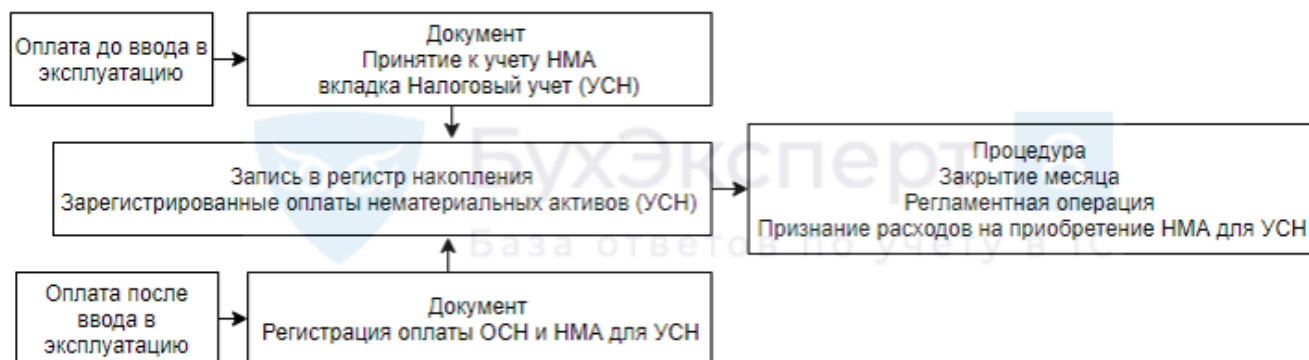 Оплата до ввода в
эксплуатацию
Документ
Принятие к учету НМА
вкладка Налоговый учет (УСН)
Запись в регистр накопления
Зарегистрированные оплаты нематериальных активов (УСН)
Процедура
Закрытие месяца
Регламентная операция
Признание расходов на приобретение НМА для УСН
Оплата после
ввода в
эксплуатацию
Документ
Регистрация оплаты ОСН и НМА для УСН
БухЭксперт 8
База ответов по учету в 1С